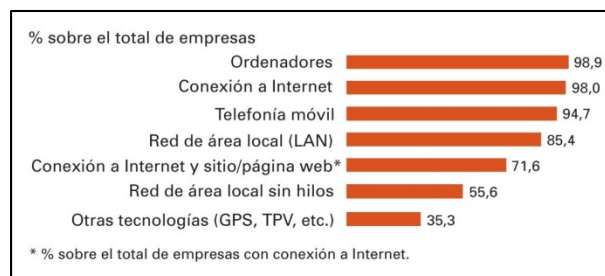 % sobre el total de empresas
Ordenadores 98,9
Conexión a Internet 98,0
Telefonía móvil 94,7
Red de área local (LAN) 85,4
Conexión a Internet y sitio/página web* 71,6
Red de área local sin hilos 55,6
Otras tecnologías (GPS, TPV, etc.) 35,3
* % sobre el total de empresas con conexión a Internet.